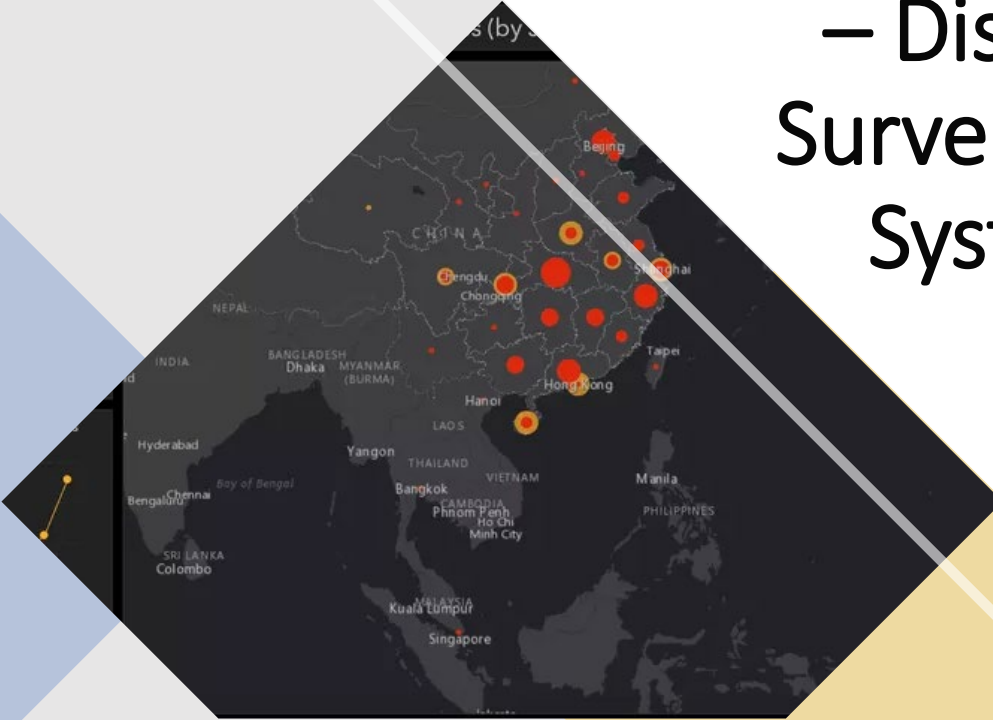 – Dis
Surve
Syst
s (by s
Beijing
CHINA
Shanghai
Chengdu
Chongqing
NEPAL
Taipei
BANGLADESH
Dhaka
INDIA
MYANMAR
(BURMA)
Hong Kong
Hanoi
LAOS
Hyderabad
Yangon
THAILAND
VIETNAM
Manila
Bay of Bengal
Bangkok
Chennai
Bengaluru
CAMBODIA
Phnom Penh
PHILIPPINES
Ho Chi
Minh City
SRI LANKA
Colombo
MALAYSIA
Kuala Lumpur
Singapore